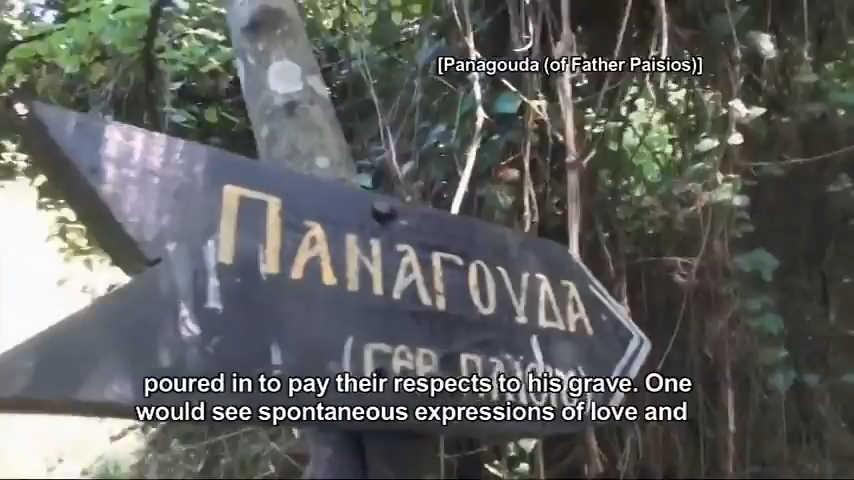 [Panagouda (of Father Paisios)]
ΠΑΝΑΓΟΥΔΑ
(ΓΕΡ.
poured in to pay their respects to his grave. One
would see spontaneous expressions of love and